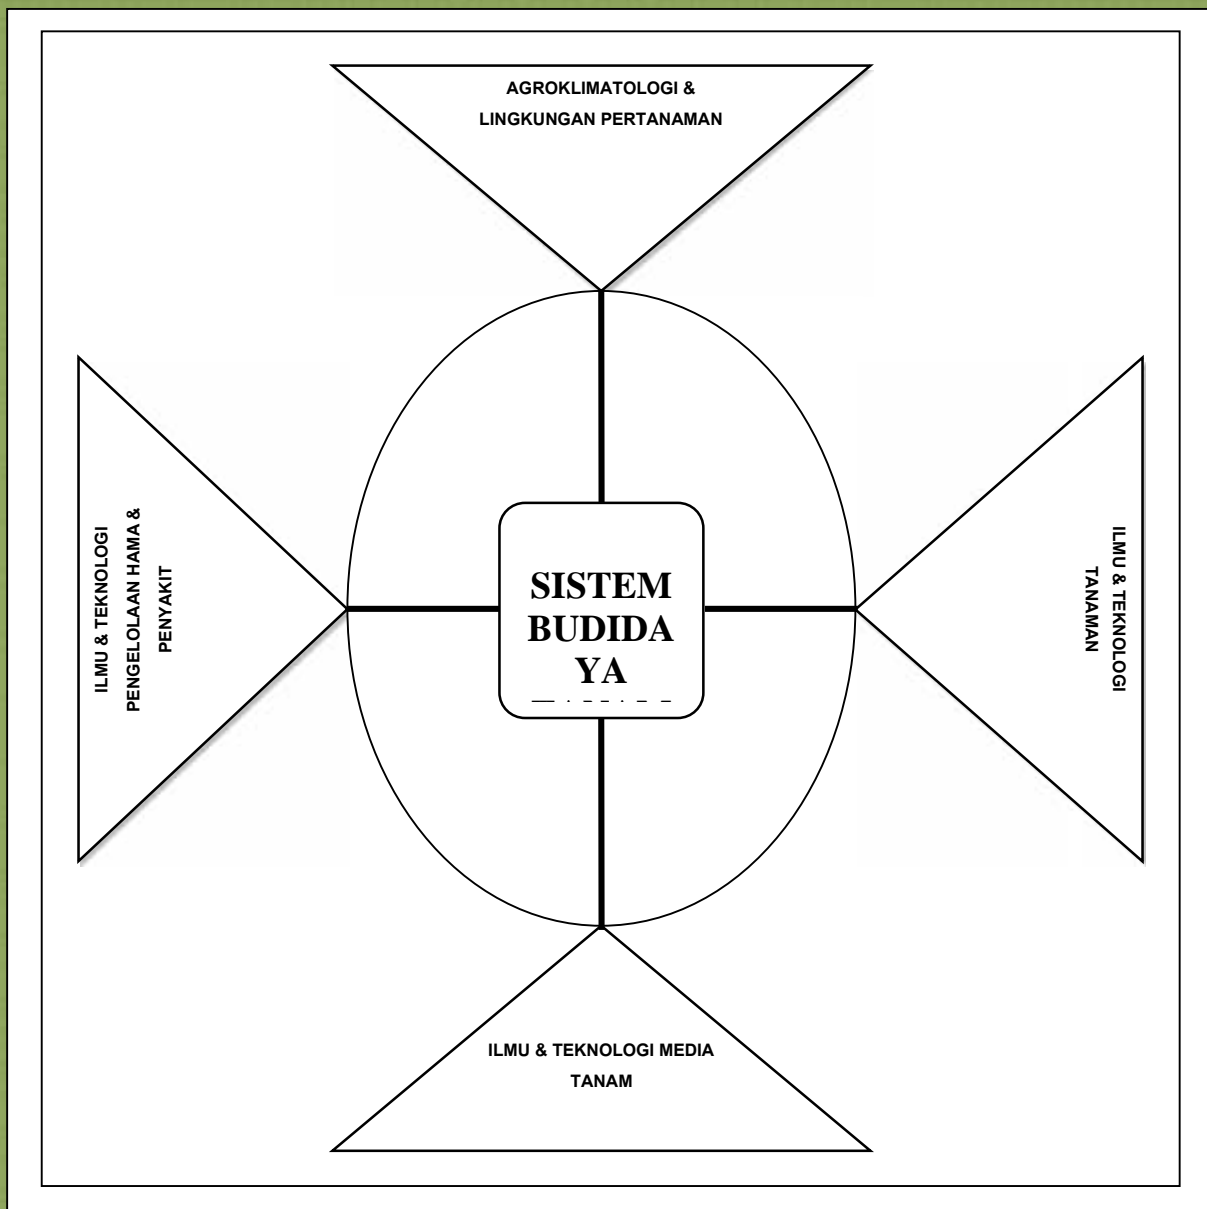 AGROKLIMATOLOGI &
LINGKUNGAN PERTANAMAN
ILMU & TEKNOLOGI
PENGELOLAAN HAMA &
PENYAKIT
SISTEM
BUDIDA
YA
ILMU & TEKNOLOGI
TANAMAN
ILMU & TEKNOLOGI MEDIA
TANAM